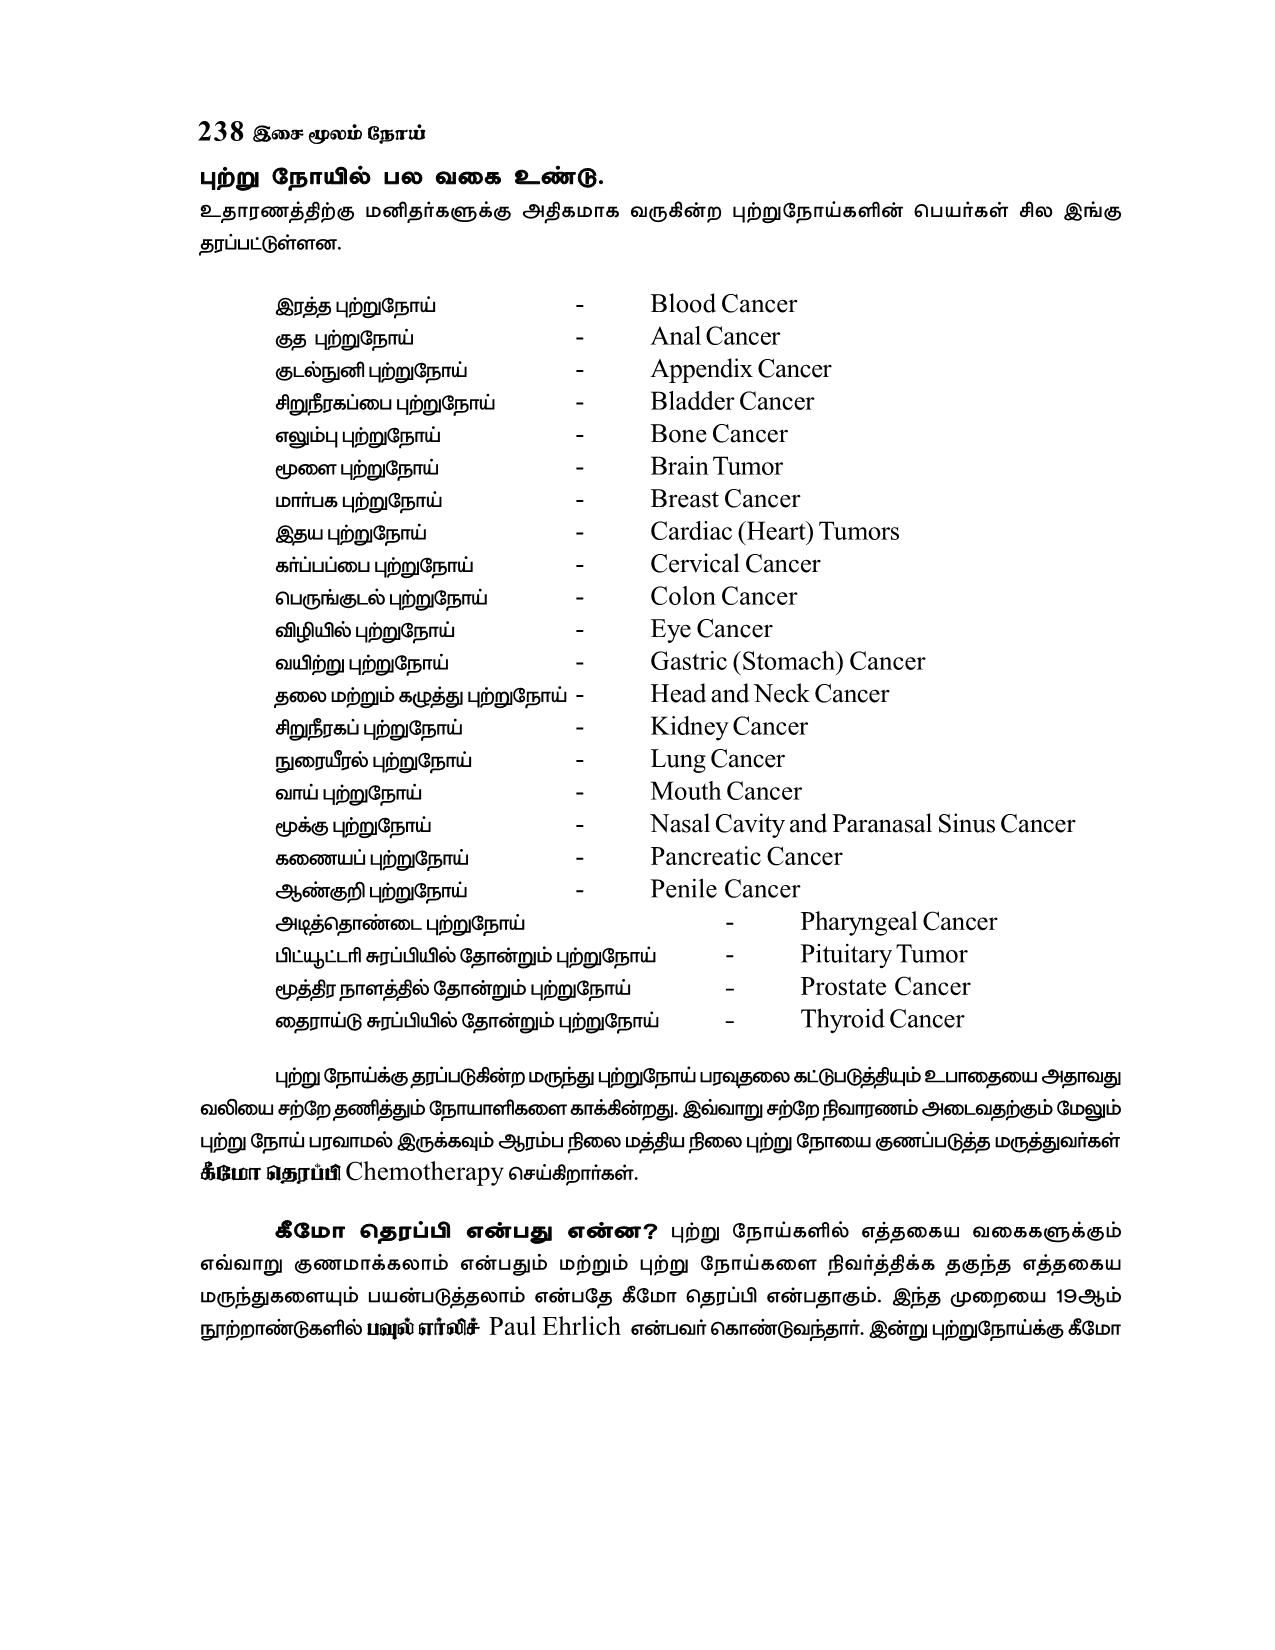 238 இசை மூலம் நோய்
புற்று நோயில் பல வகை உண்டு.
உதாரணத்திற்கு மனிதர்களுக்கு அதிகமாக வருகின்ற புற்றுநோய்களின் பெயர்கள் சில இங்கு
தரப்பட்டுள்ளன.
இரத்த புற்றுநோய் - Blood Cancer
குத புற்றுநோய் - Anal Cancer
குடல்நுனி புற்றுநோய் - Appendix Cancer
சிறுநீரகப்பை புற்றுநோய் - Bladder Cancer
எலும்பு புற்றுநோய் - Bone Cancer
மூளை புற்றுநோய் - Brain Tumor
மார்பக புற்றுநோய் - Breast Cancer
இதய புற்றுநோய் - Cardiac (Heart) Tumors
கர்ப்பப்பை புற்றுநோய் - Cervical Cancer
பெருங்குடல் புற்றுநோய் - Colon Cancer
விழியில் புற்றுநோய் - Eye Cancer
வயிற்று புற்றுநோய் - Gastric (Stomach) Cancer
தலை மற்றும் கழுத்து புற்றுநோய் - Head and Neck Cancer
சிறுநீரகப் புற்றுநோய் - Kidney Cancer
நுரையீரல் புற்றுநோய் - Lung Cancer
வாய் புற்றுநோய் - Mouth Cancer
மூக்கு புற்றுநோய் - Nasal Cavity and Paranasal Sinus Cancer
கணையப் புற்றுநோய் - Pancreatic Cancer
ஆண்குறி புற்றுநோய் - Penile Cancer
அடித்தொண்டை புற்றுநோய் - Pharyngeal Cancer
பிட்யூட்டரி சுரப்பியில் தோன்றும் புற்றுநோய் - Pituitary Tumor
மூத்திர நாளத்தில் தோன்றும் புற்றுநோய் - Prostate Cancer
தைராய்டு சுரப்பியில் தோன்றும் புற்றுநோய் - Thyroid Cancer
புற்று நோய்க்கு தரப்படுகின்ற மருந்து புற்றுநோய் பரவுதலை கட்டுபடுத்தியும் உபாதையை அதாவது
வலியை சற்றே தணித்தும் நோயாளிகளை காக்கின்றது. இவ்வாறு சற்றே நிவாரணம் அடைவதற்கும் மேலும்
புற்று நோய் பரவாமல் இருக்கவும் ஆரம்ப நிலை மத்திய நிலை புற்று நோயை குணப்படுத்த மருத்துவர்கள்
கீமோ தெரப்பி Chemotherapy செய்கிறார்கள்.
கீமோ தெரப்பி என்பது என்ன? புற்று நோய்களில் எத்தகைய வகைகளுக்கும்
எவ்வாறு குணமாக்கலாம் என்பதும் மற்றும் புற்று நோய்களை நிவர்த்திக்க தகுந்த எத்தகைய
மருந்துகளையும் பயன்படுத்தலாம் என்பதே கீமோ தெரப்பி என்பதாகும். இந்த முறையை 19ஆம்
நூற்றாண்டுகளில் பவுல் எர்லிச் Paul Ehrlich என்பவர் கொண்டுவந்தார். இன்று புற்றுநோய்க்கு கீமோ